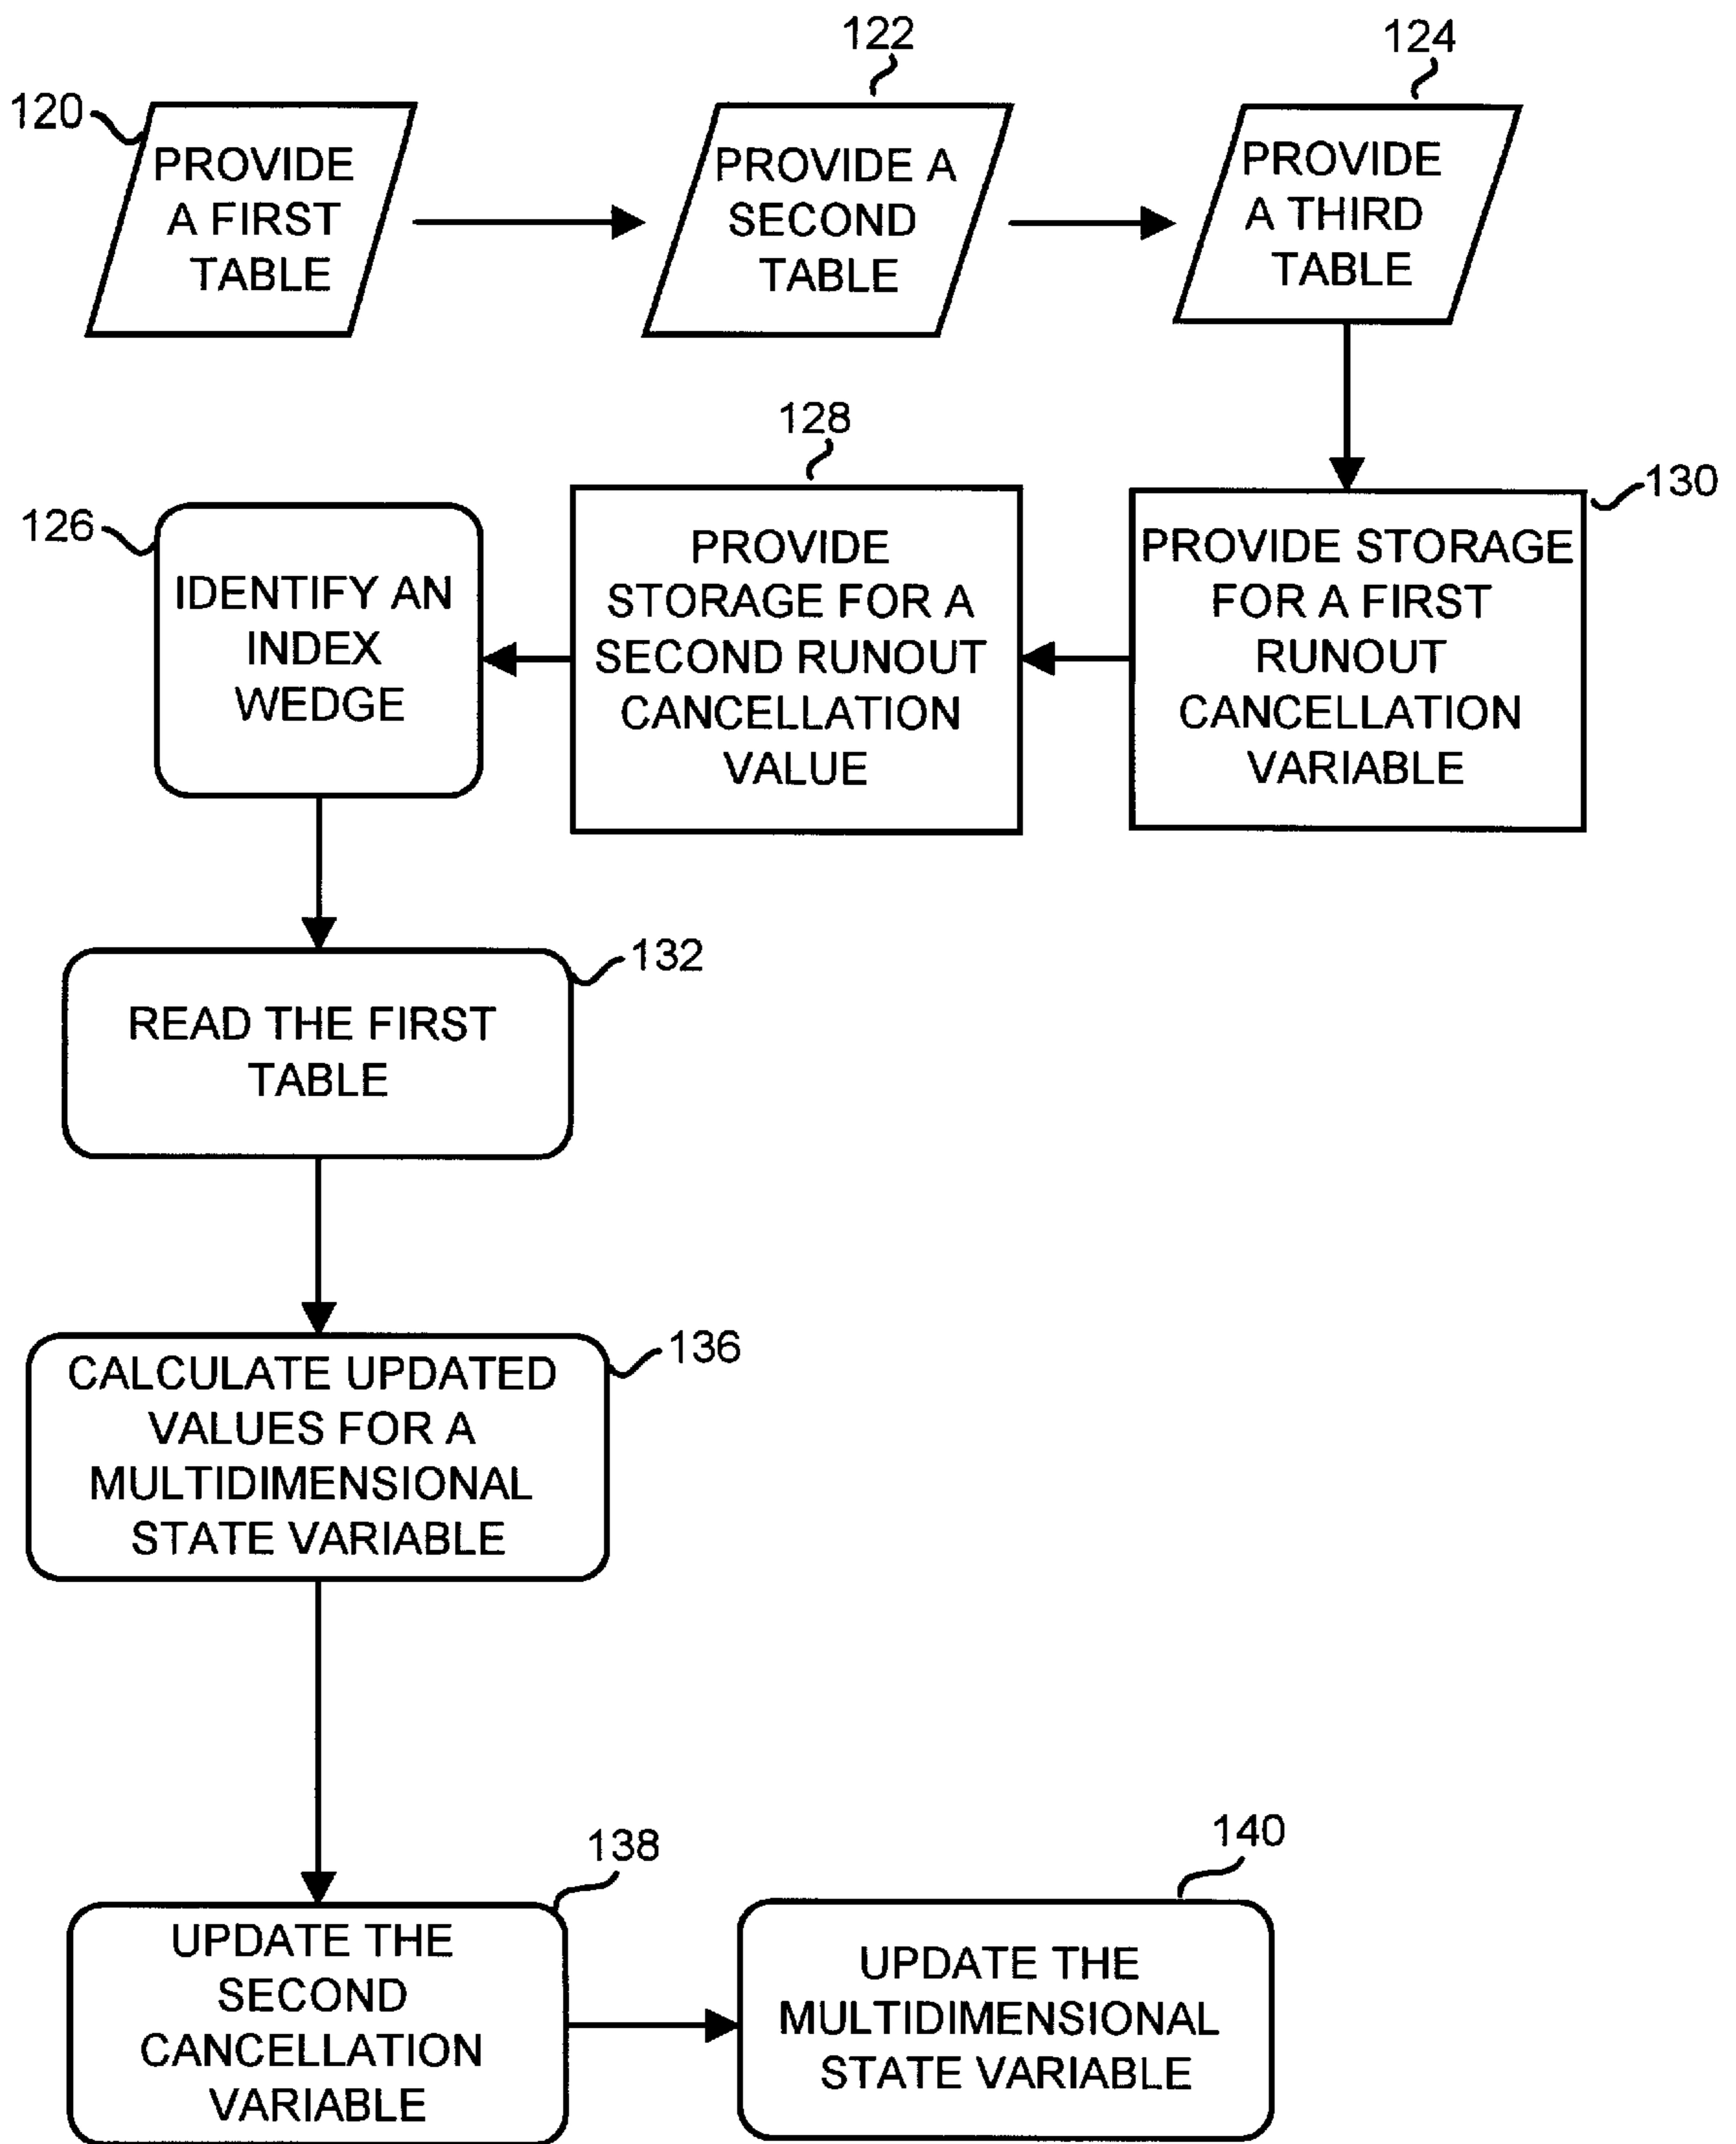 120
PROVIDE
A FIRST
TABLE
122
PROVIDE A
SECOND
TABLE
124
PROVIDE
A THIRD
TABLE
130
PROVIDE STORAGE
FOR A FIRST
RUNOUT
CANCELLATION
VARIABLE
128
PROVIDE
STORAGE FOR A
SECOND RUNOUT
CANCELLATION
VALUE
126
IDENTIFY AN
INDEX
WEDGE
132
READ THE FIRST
TABLE
136
CALCULATE UPDATED
VALUES FOR A
MULTIDIMENSIONAL
STATE VARIABLE
138
UPDATE THE
SECOND
CANCELLATION
VARIABLE
140
UPDATE THE
MULTIDIMENSIONAL
STATE VARIABLE